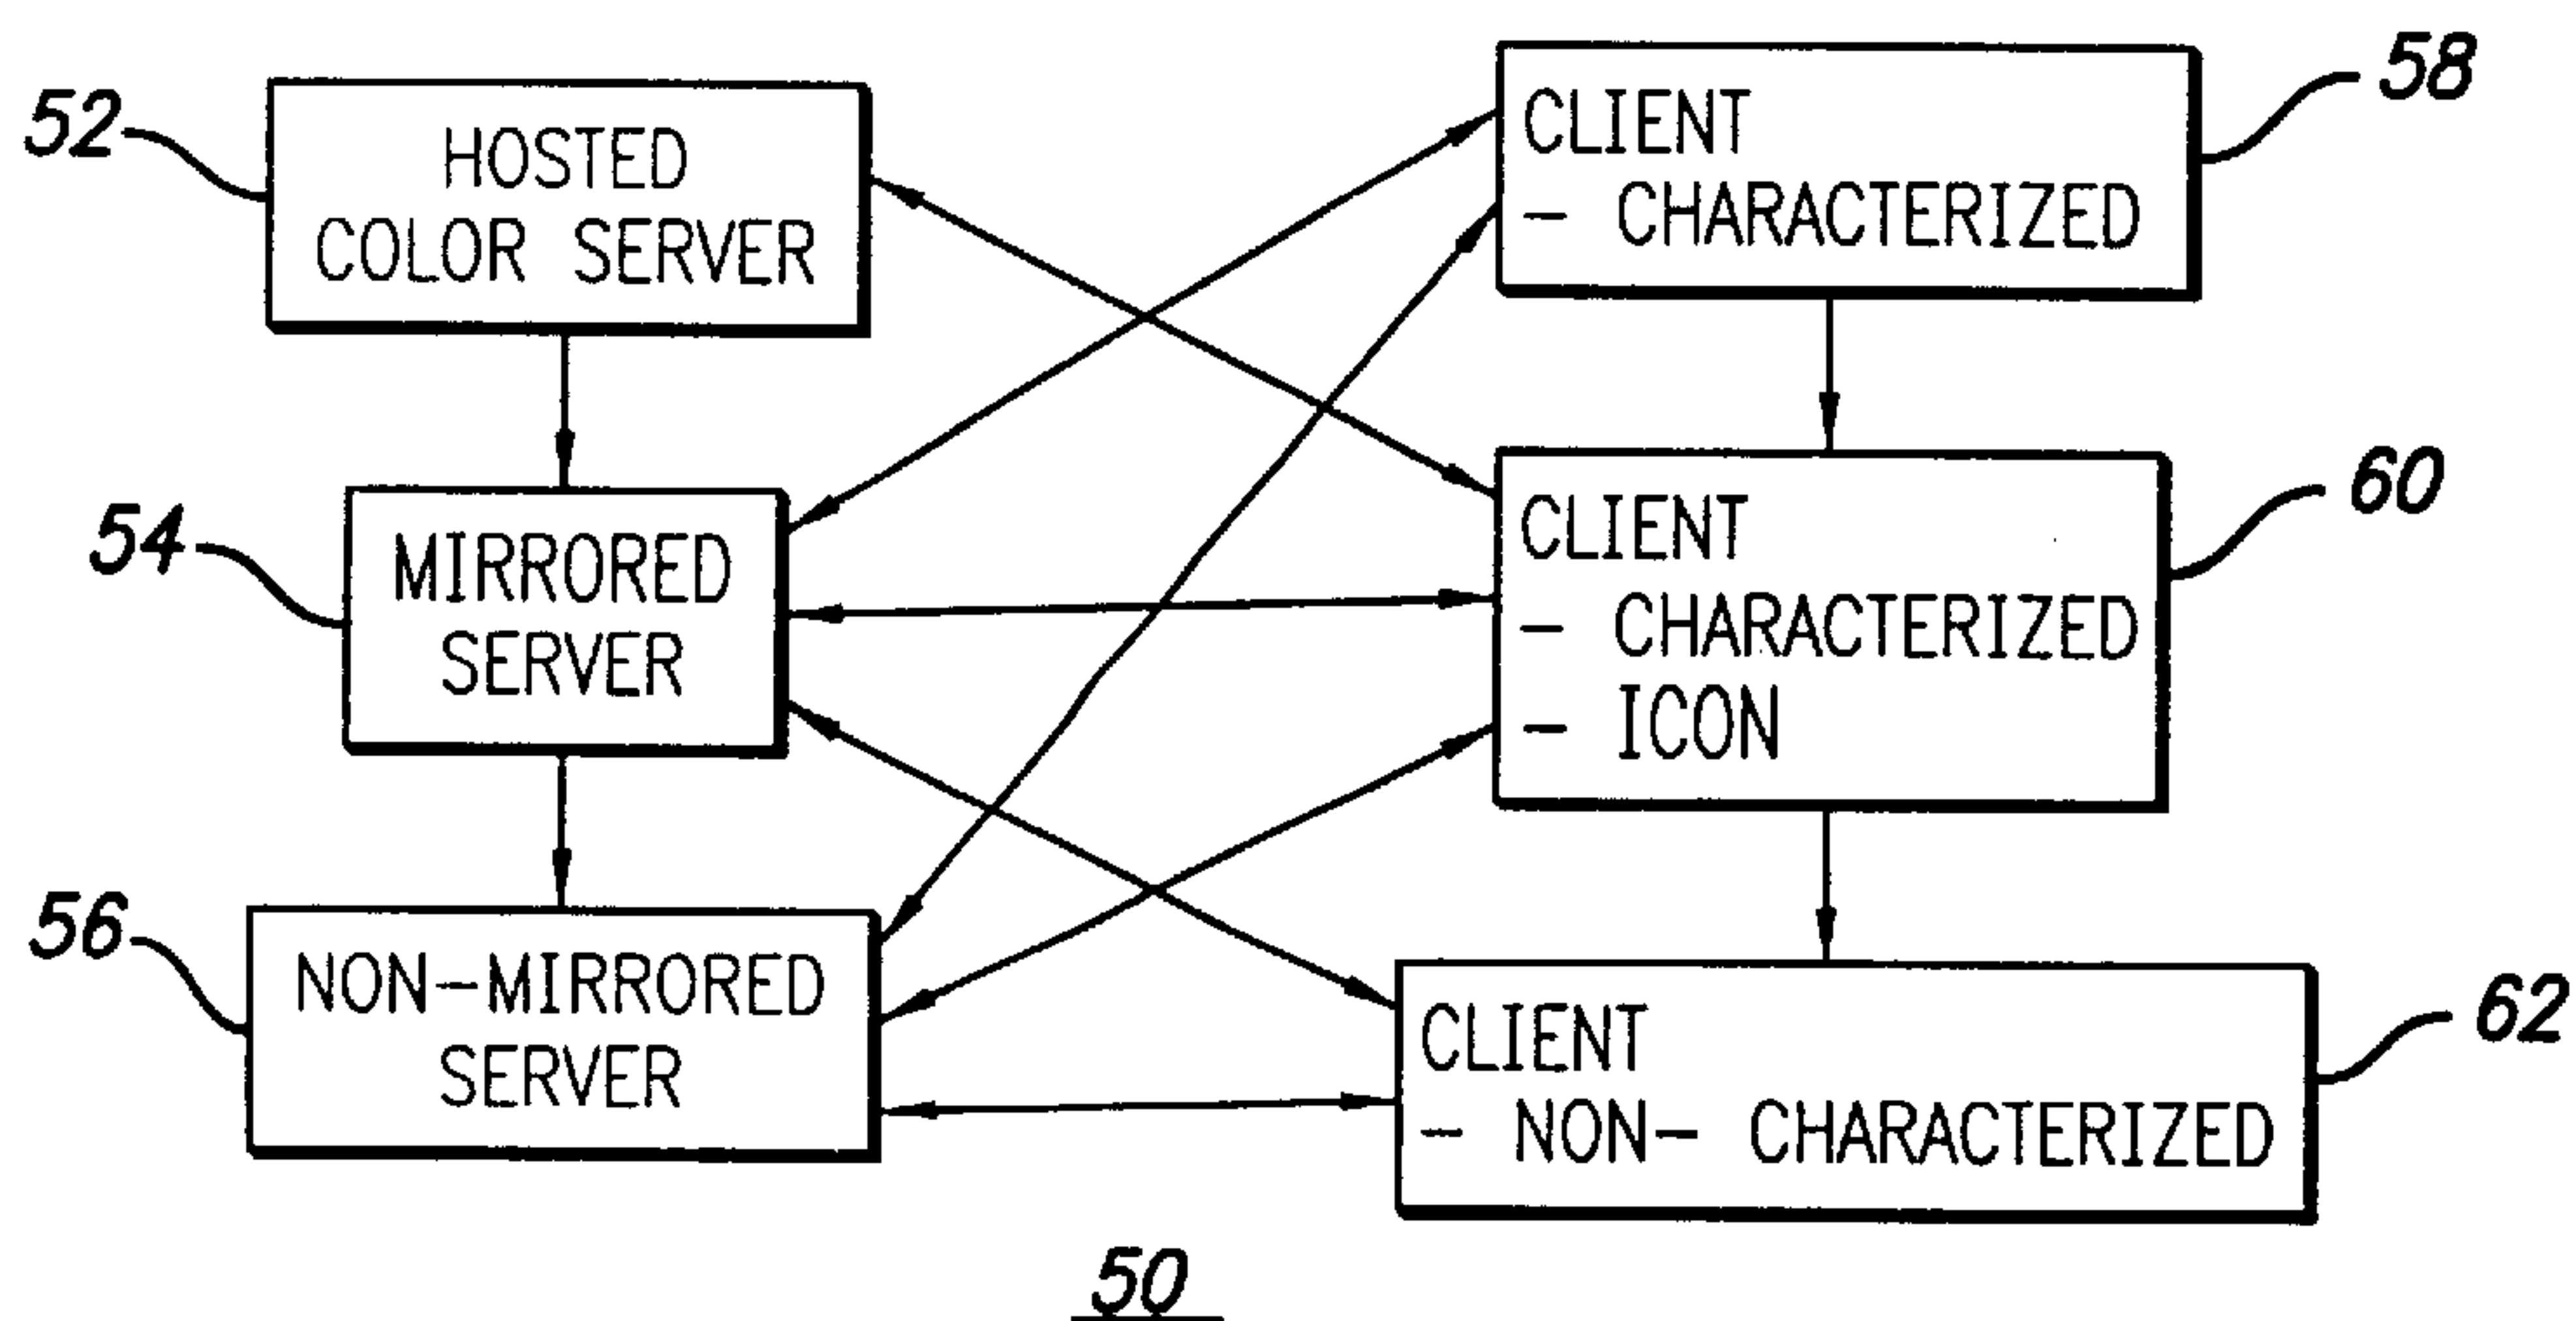 52
HOSTED
COLOR SERVER
54
MIRRORED
SERVER
56
NON-MIRRORED
SERVER
58
CLIENT
- CHARACTERIZED
60
CLIENT
- CHARACTERIZED
- ICON
62
CLIENT
- NON- CHARACTERIZED
50